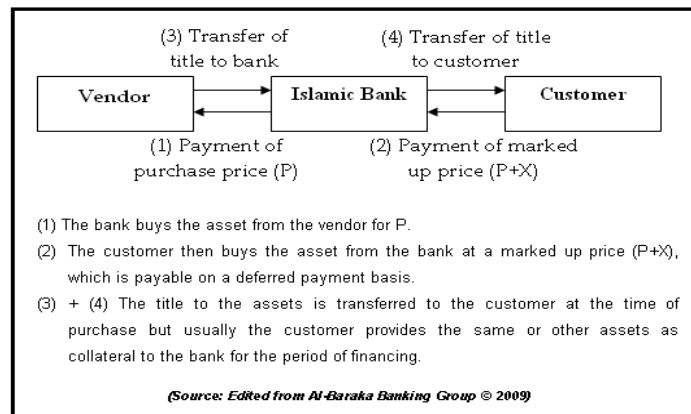 (3) Transfer of
title to bank
(4) Transfer of title
to customer
Vendor
Islamic Bank
Customer
(1) Payment of
purchase price (P)
(2) Payment of marked
up price (P+X)
(1) The bank buys the asset from the vendor for P.
(2) The customer then buys the asset from the bank at a marked up price (P+X),
which is payable on a deferred payment basis.
(3) + (4) The title to the assets is transferred to the customer at the time of
purchase but usually the customer provides the same or other assets as
collateral to the bank for the period of financing.
(Source: Edited from Al-Baraka Banking Group © 2009)